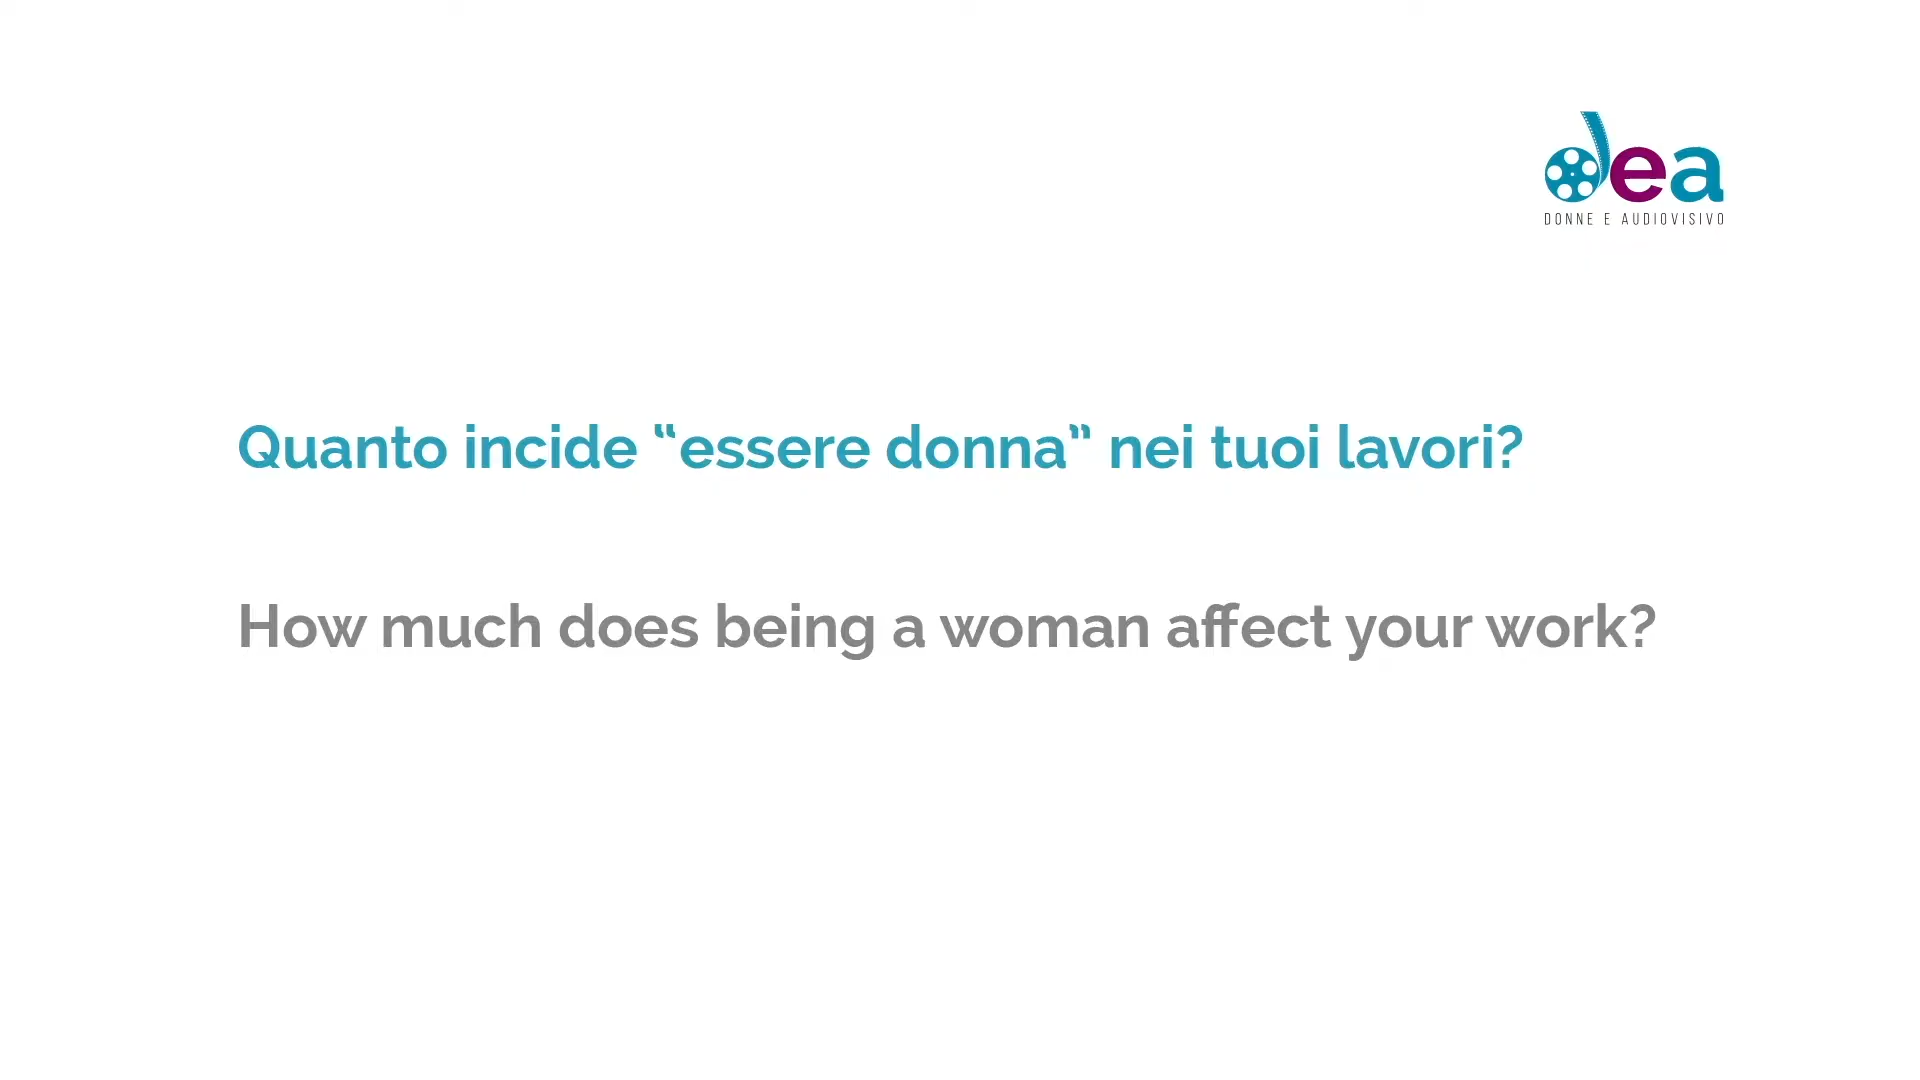 dea
DONNE E AUDIOVISIVO
Quanto incide “essere donna” nei tuoi lavori?
How much does being a woman affect your work?